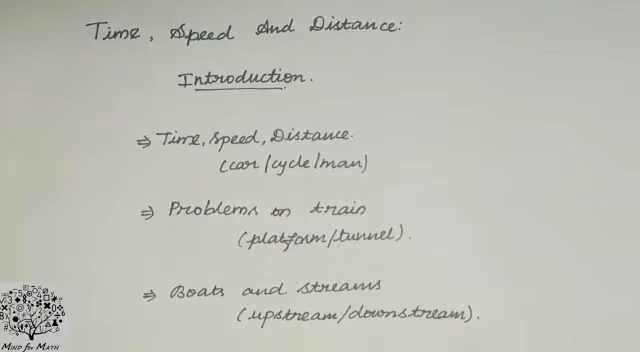 Time, Speed And Distance:
Introduction.
⇒ Time, Speed, Distance.
(car/cycle/man)
⇒ Problems on train
(platform/tunnel).
⇒ Boats and streams
(upstream/downstream).
MIND for MATH